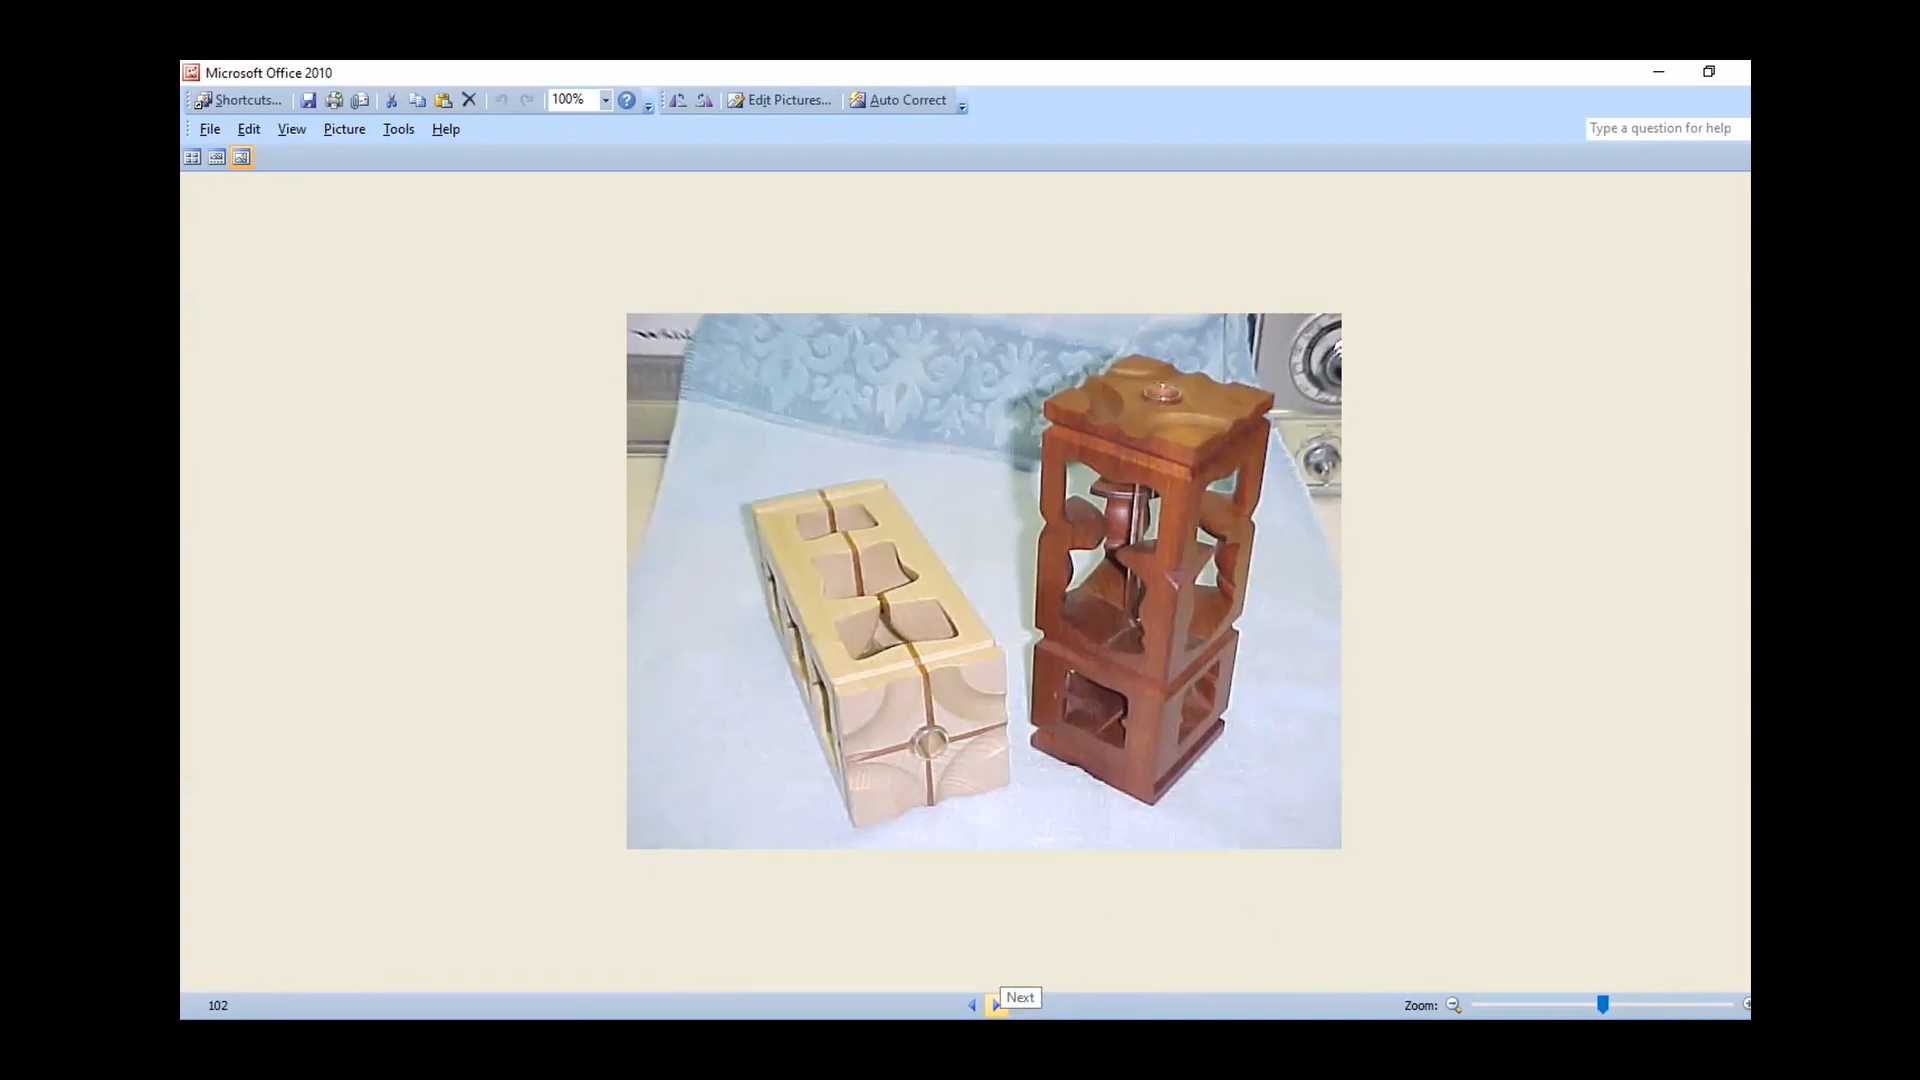 Microsoft Office 2010
Shortcuts... 100% Edit Pictures... Auto Correct
File Edit View Picture Tools Help
Type a question for help
102
Next
Zoom: